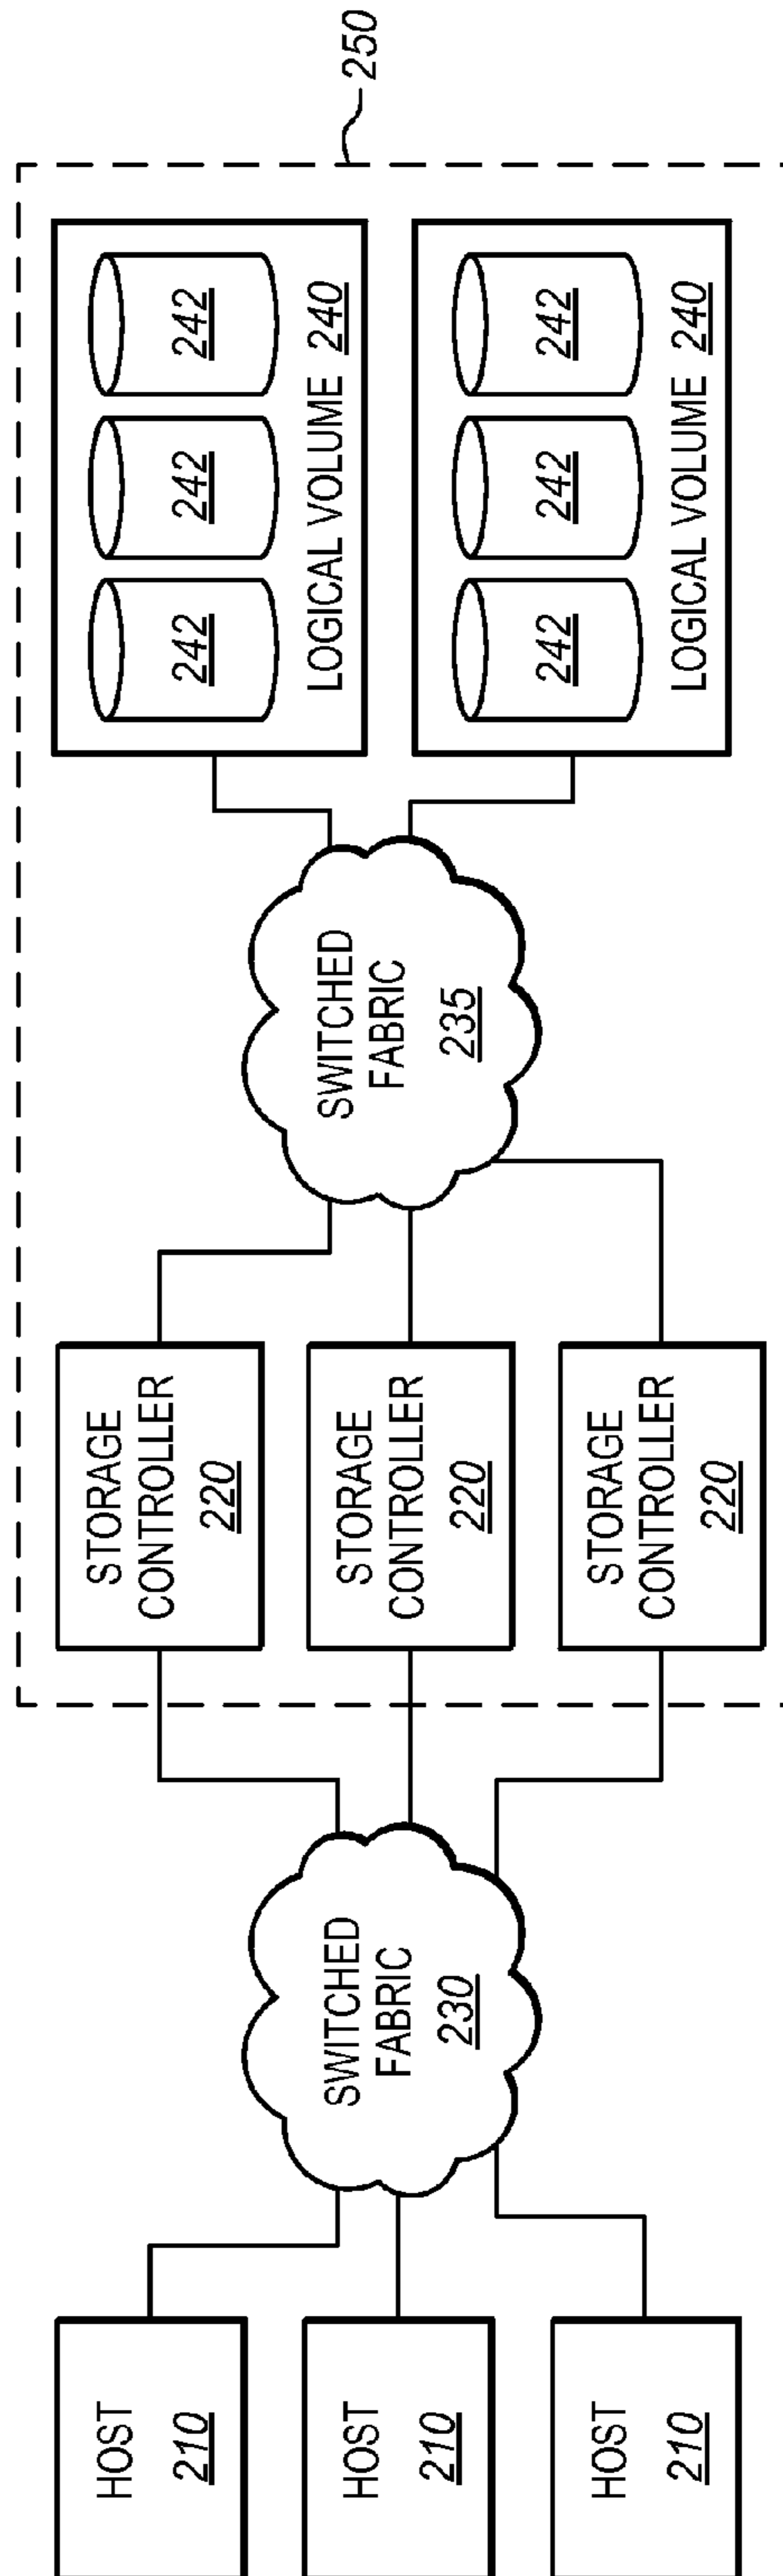 HOST
210
HOST
210
HOST
210
SWITCHED
FABRIC
230
STORAGE
CONTROLLER
220
STORAGE
CONTROLLER
220
STORAGE
CONTROLLER
220
SWITCHED
FABRIC
235
242
242
242
LOGICAL VOLUME 240
242
242
242
LOGICAL VOLUME 240
250